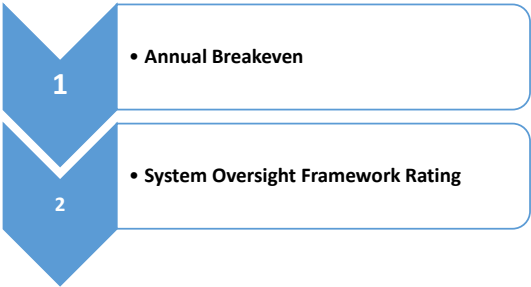 1
• Annual Breakeven
2
• System Oversight Framework Rating